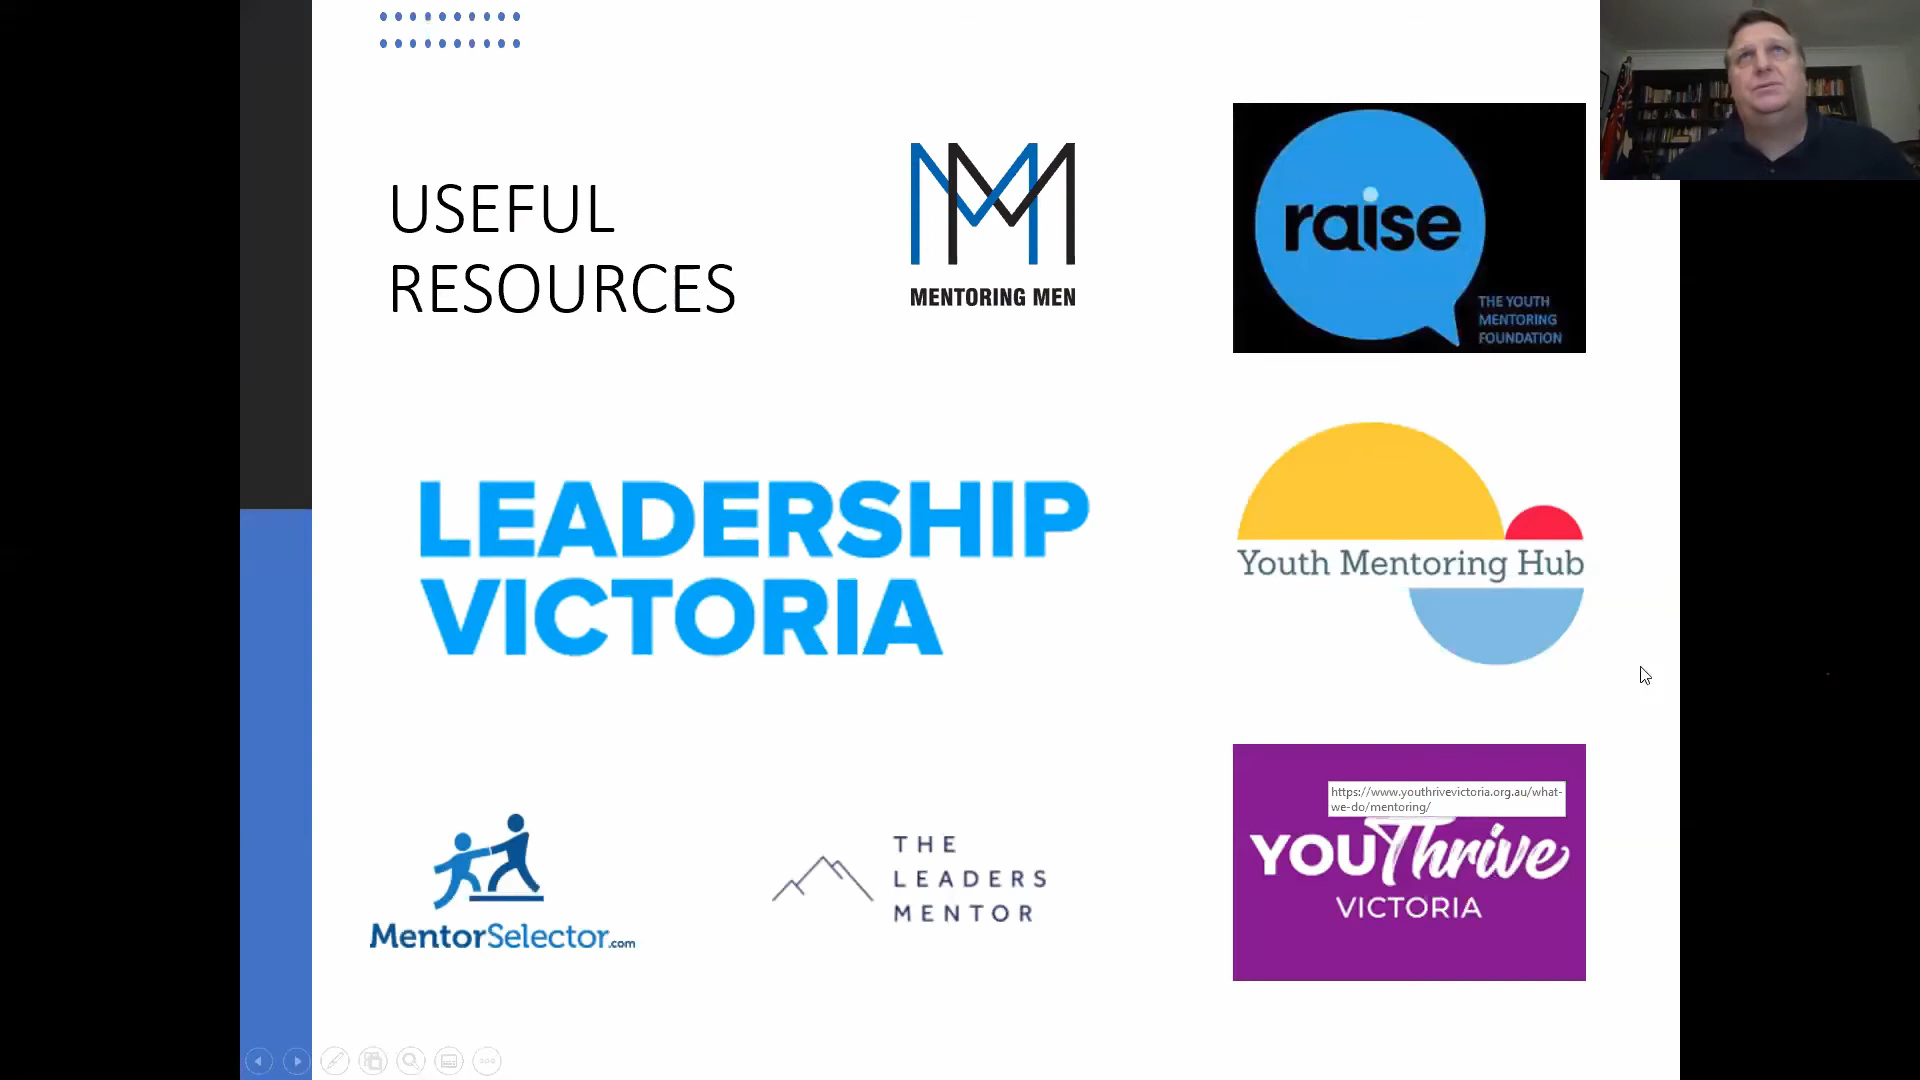 USEFUL
RESOURCES
MENTORING MEN
raise
THE YOUTH
MENTORING
FOUNDATION
LEADERSHIP
VICTORIA
Youth Mentoring Hub
MentorSelector.com
THE
LEADERS
MENTOR
https://www.youthrivevictoria.org.au/what-
we-do/mentoring/
YOUThrive
VICTORIA